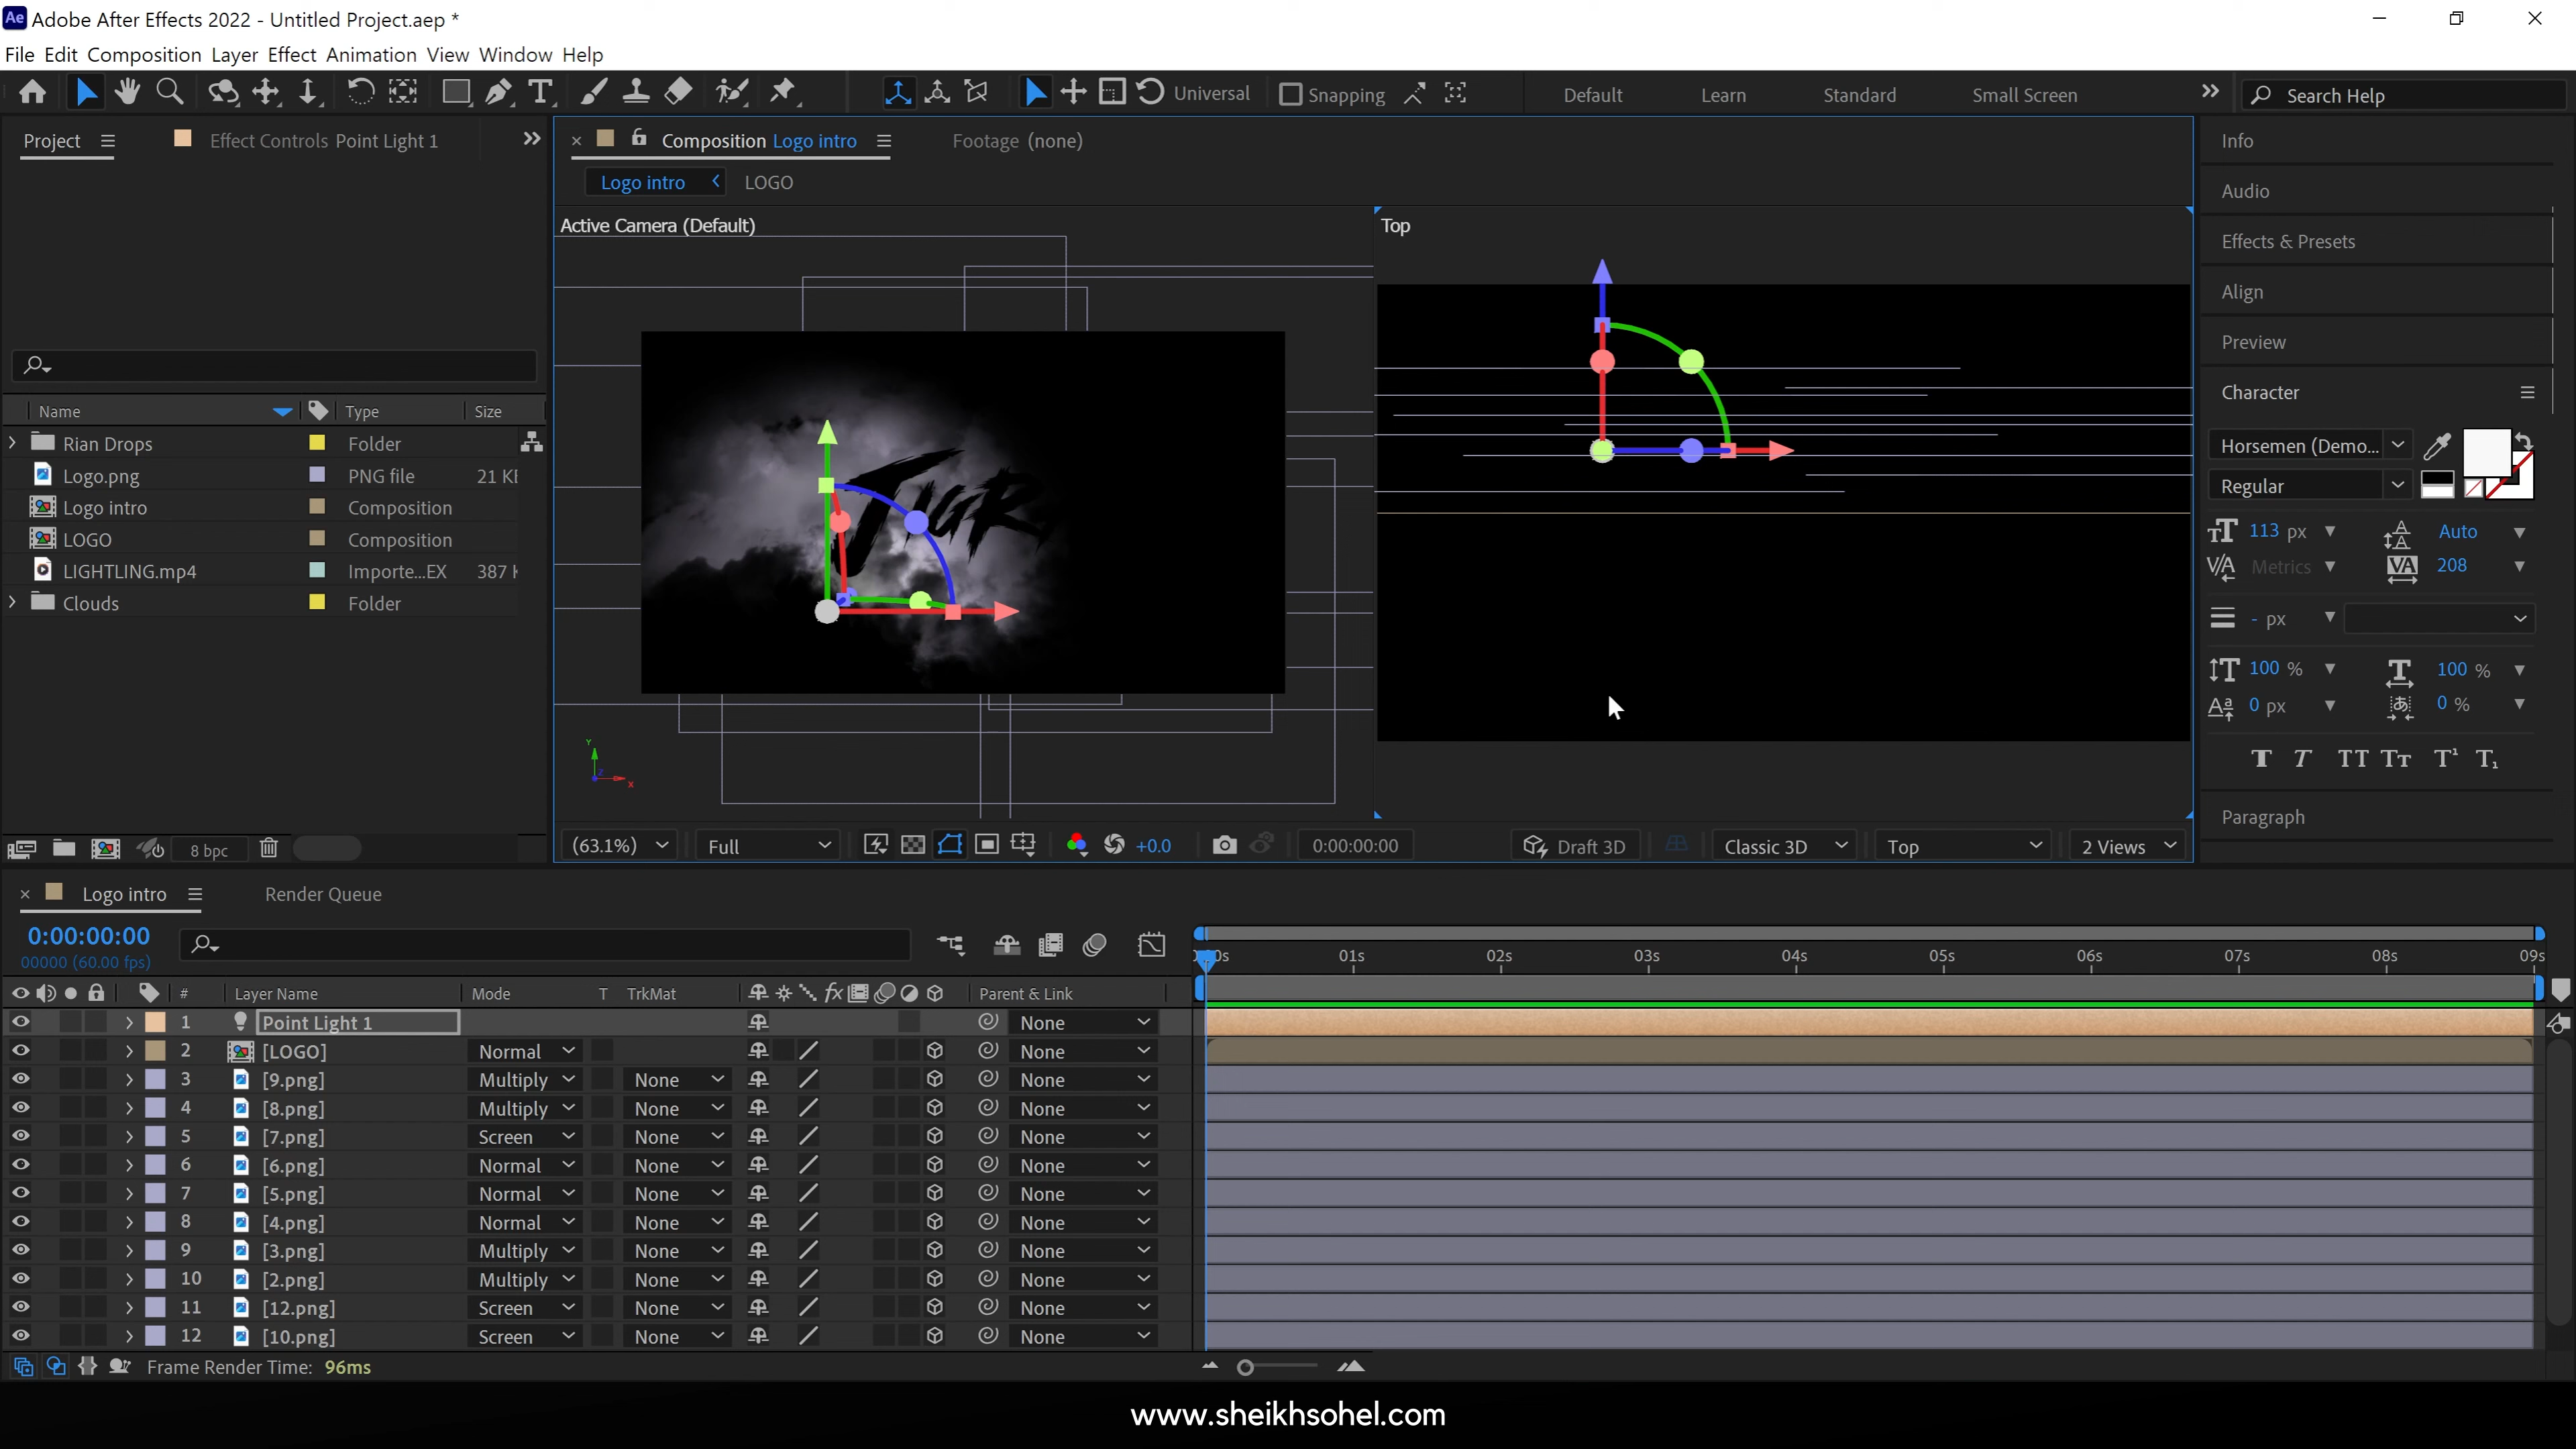 Ae Adobe After Effects 2022 - Untitled Project.aep *
File Edit Composition Layer Effect Animation View Window Help
Universal Snapping Default Learn Standard Small Screen Search Help
Project Effect Controls Point Light 1
Composition Logo intro Footage (none)
Logo intro LOGO
Active Camera (Default) Top
Info
Audio
Effects & Presets
Align
Preview
Character
Name Type Size
Rian Drops Folder
Logo.png PNG file 21 KE
Logo intro Composition
LOGO Composition
LIGHTLING.mp4 Importe...EX 387 K
Clouds Folder
Horsemen (Demo...
Regular
113 px Auto
Metrics 208
- px
100 % 100 %
0 px 0 %
Paragraph
8 bpc
(63.1%) Full +0.0 0:00:00:00 Draft 3D Classic 3D Top 2 Views
Logo intro Render Queue
0:00:00:00
00000 (60.00 fps)
01s 02s 03s 04s 05s 06s 07s 08s 09s
# Layer Name Mode T TrkMat Parent & Link
1 Point Light 1 None
2 [LOGO] Normal None
3 [9.png] Multiply None None
4 [8.png] Multiply None None
5 [7.png] Screen None None
6 [6.png] Normal None None
7 [5.png] Normal None None
8 [4.png] Normal None None
9 [3.png] Multiply None None
10 [2.png] Multiply None None
11 [12.png] Screen None None
12 [10.png] Screen None None
Frame Render Time: 96ms
www.sheikhsohel.com